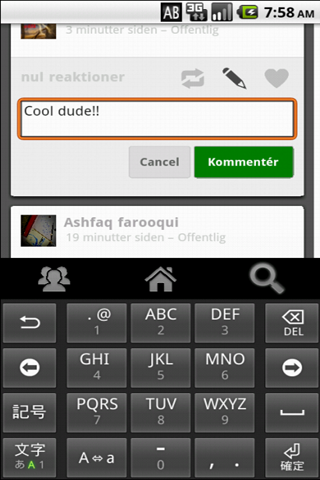 AB 3G 7:58 AM
3 minutter siden – Offentlig
nul reaktioner
Cool dude!!
Cancel Kommentér
Ashfaq farooqui
19 minutter siden – Offentlig
. @ ABC DEF
1 2 3 DEL
GHI JKL MNO
4 5 6
記号 PQRS TUV WXYZ
7 8 9
文字 A⇔a – , .
あA1 0 確定